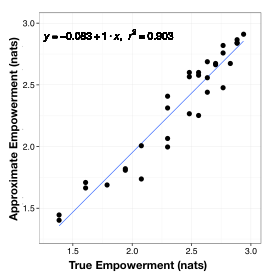 3.0
y = −0.083 + 1 · x, r² = 0.903
2.5
2.0
1.5
Approximate Empowerment (nats)
1.5 2.0 2.5 3.0
True Empowerment (nats)